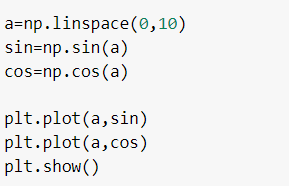 a=np.linspace(0,10)
sin=np.sin(a)
cos=np.cos(a)

plt.plot(a,sin)
plt.plot(a,cos)
plt.show()